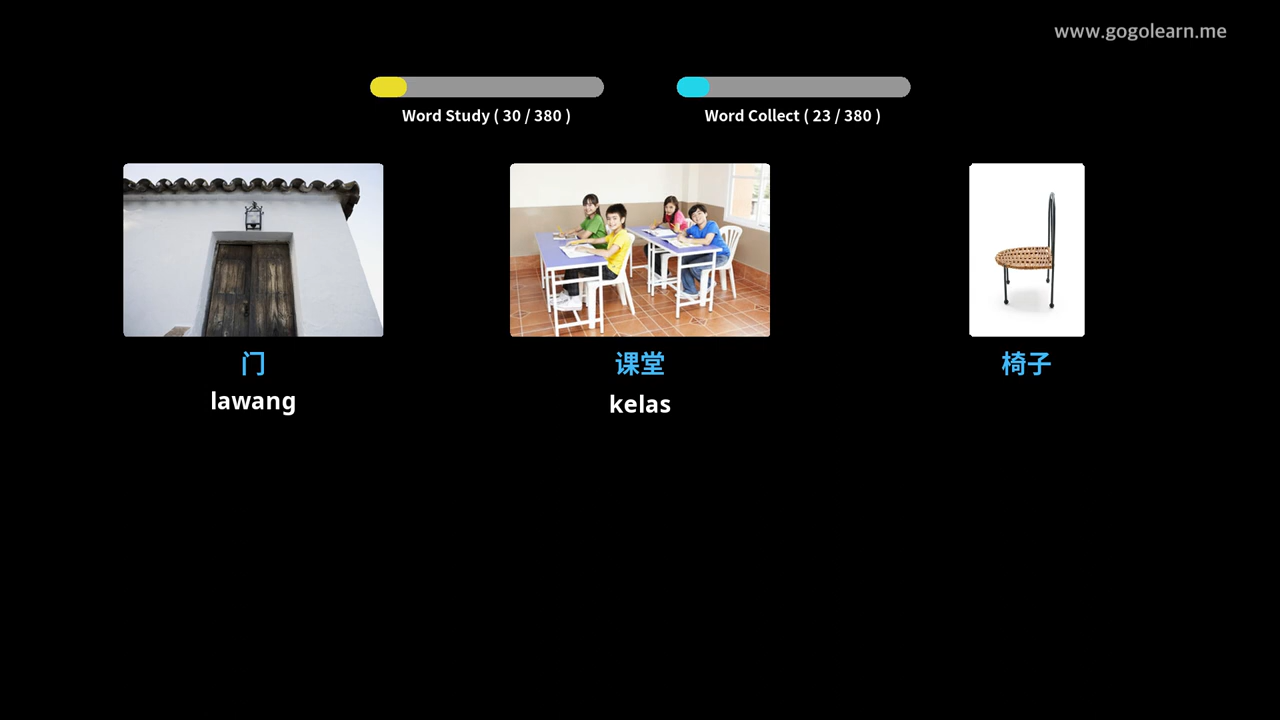 www.gogolearn.me
Word Study ( 30 / 380 )
Word Collect ( 23 / 380 )
门
lawang
课堂
kelas
椅子